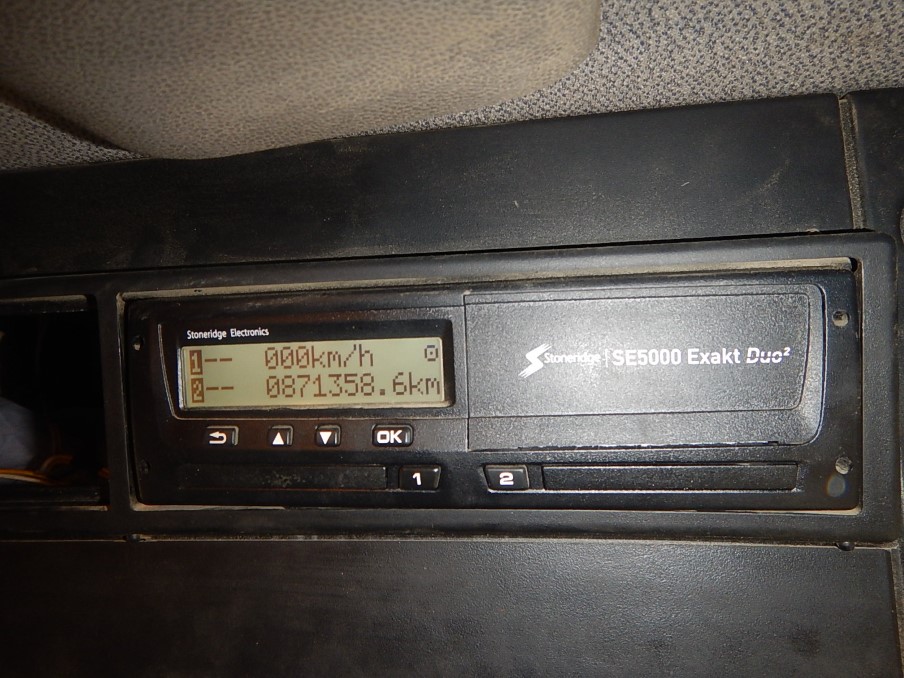 Stoneridge Electronics
1-- 000km/h
2-- 0871358.6km
Stoneridge | SE5000 Exakt Duo²
OK
1
2